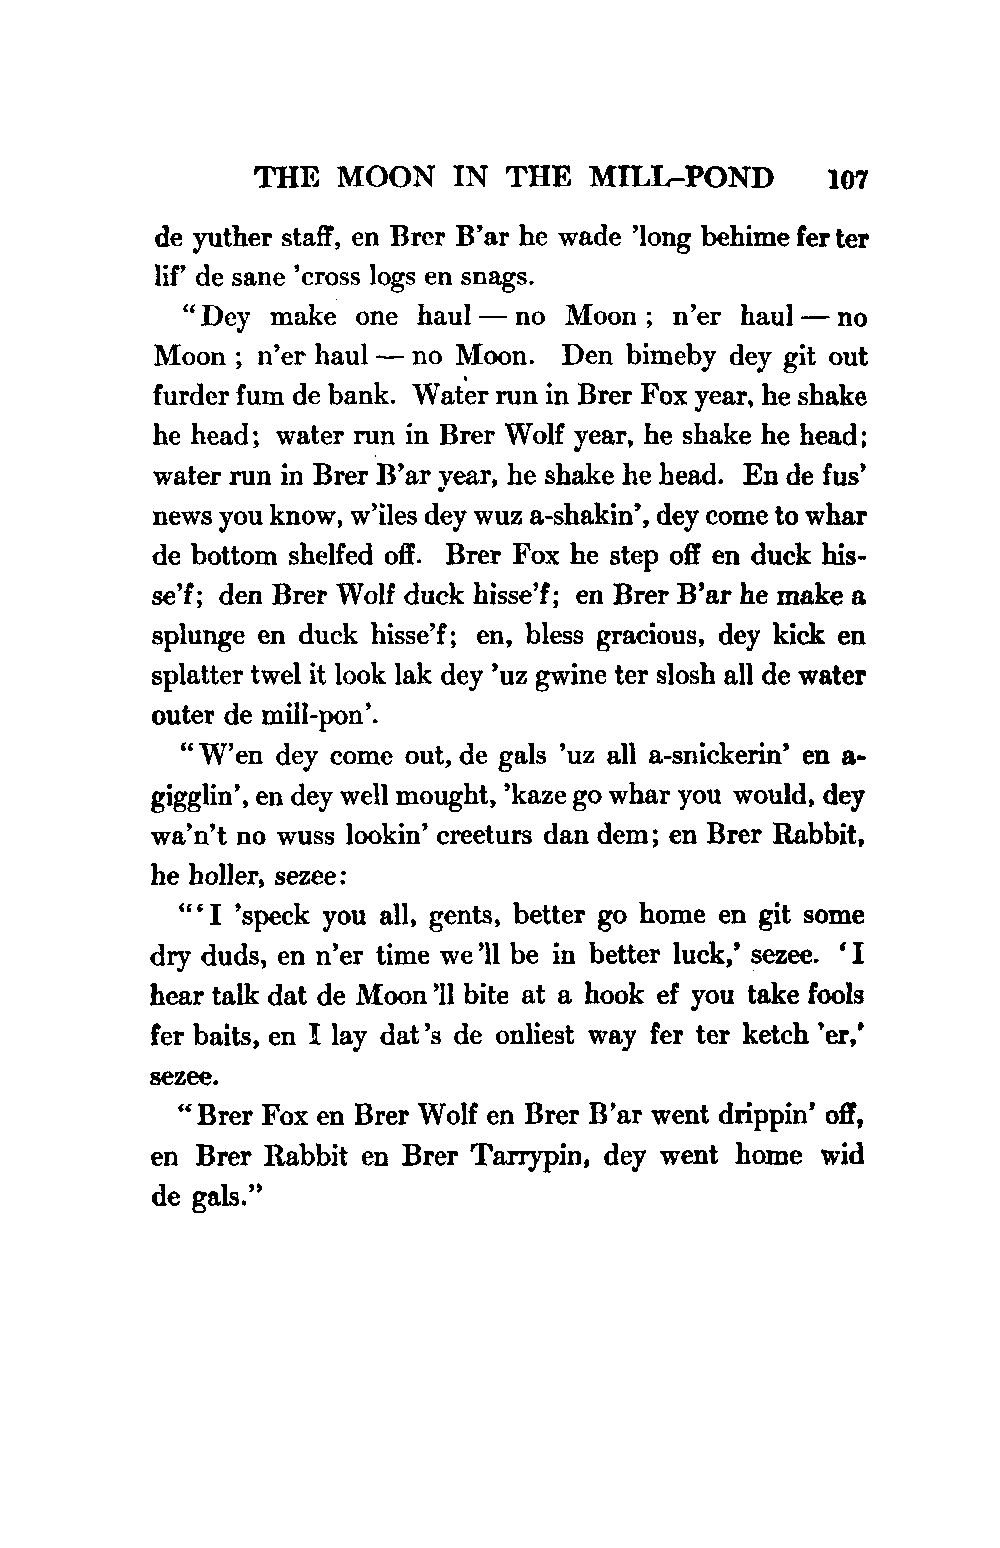 THE MOON IN THE MILL-POND 107
de yuther staff, en Brer B'ar he wade 'long behime fer ter
lif' de sane 'cross logs en snags.
"Dey make one haul — no Moon; n'er haul — no
Moon; n'er haul — no Moon. Den bimeby dey git out
furder fum de bank. Water run in Brer Fox year, he shake
he head; water run in Brer Wolf year, he shake he head;
water run in Brer B'ar year, he shake he head. En de fus'
news you know, w'iles dey wuz a-shakin', dey come to whar
de bottom shelfed off. Brer Fox he step off en duck his-
se'f; den Brer Wolf duck hisse'f; en Brer B'ar he make a
splunge en duck hisse'f; en, bless gracious, dey kick en
splatter twel it look lak dey 'uz gwine ter slosh all de water
outer de mill-pon'.
"W'en dey come out, de gals 'uz all a-snickerin' en a-
gigglin', en dey well mought, 'kaze go whar you would, dey
wa'n't no wuss lookin' creeturs dan dem; en Brer Rabbit,
he holler, sezee:
"'I 'speck you all, gents, better go home en git some
dry duds, en n'er time we'll be in better luck,' sezee. 'I
hear talk dat de Moon'll bite at a hook ef you take fools
fer baits, en I lay dat's de onliest way fer ter ketch 'er,'
sezee.
"Brer Fox en Brer Wolf en Brer B'ar went drippin' off,
en Brer Rabbit en Brer Tarrypin, dey went home wid
de gals."